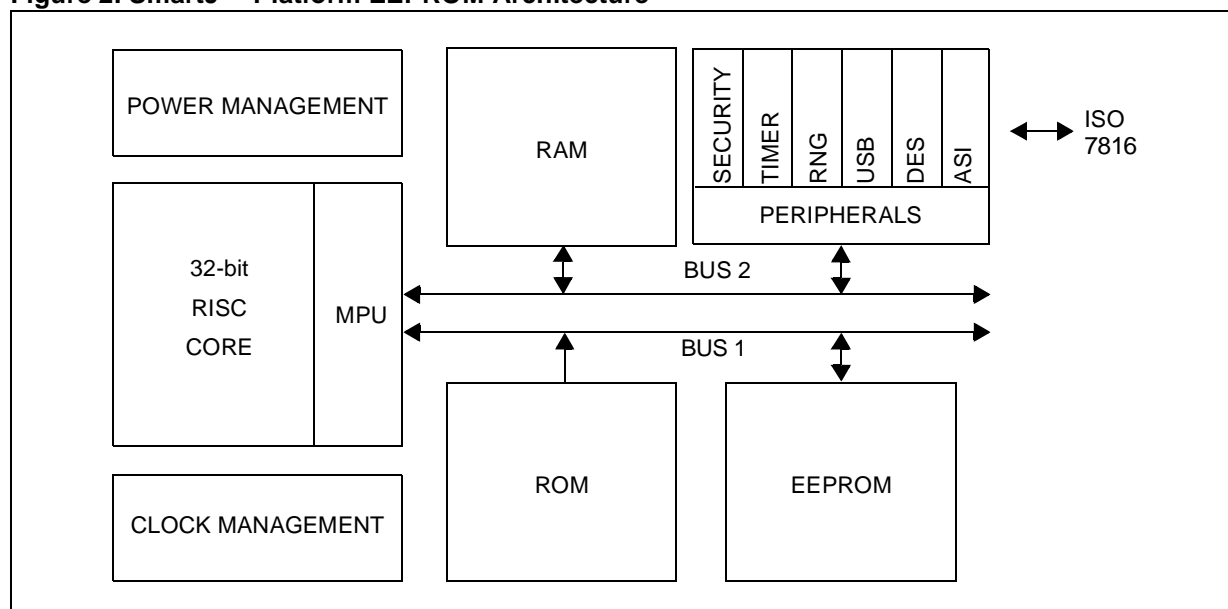 POWER MANAGEMENT
RAM
SECURITY
TIMER
RNG
USB
DES
ASI
PERIPHERALS
ISO
7816
32-bit
RISC
CORE
MPU
BUS 2
BUS 1
ROM
EEPROM
CLOCK MANAGEMENT